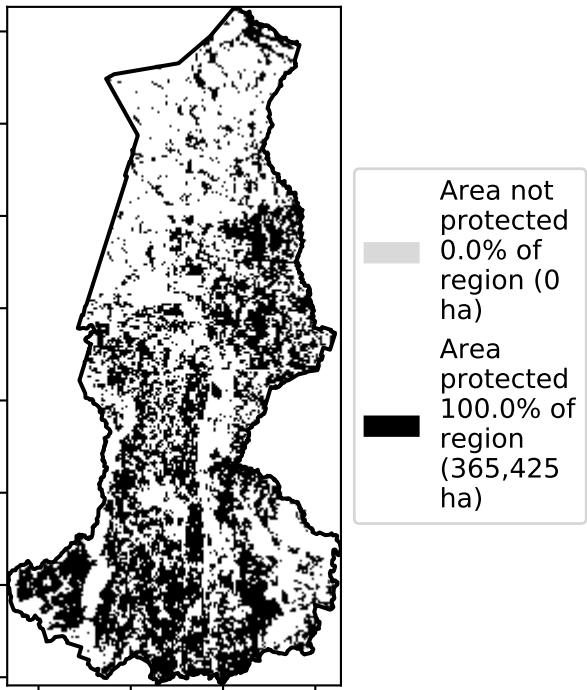 Area not
protected
0.0% of
region (0
ha)
Area
protected
100.0% of
region
(365,425
ha)